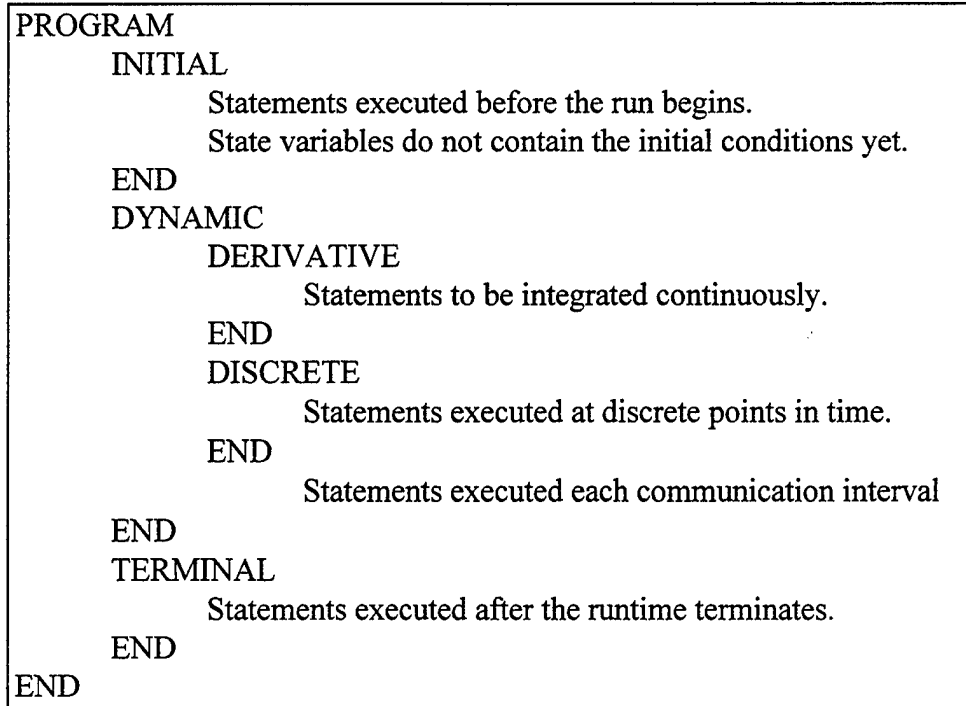 PROGRAM
INITIAL
Statements executed before the run begins.
State variables do not contain the initial conditions yet.
END
DYNAMIC
DERIVATIVE
Statements to be integrated continuously.
END
DISCRETE
Statements executed at discrete points in time.
END
Statements executed each communication interval
END
TERMINAL
Statements executed after the runtime terminates.
END
END